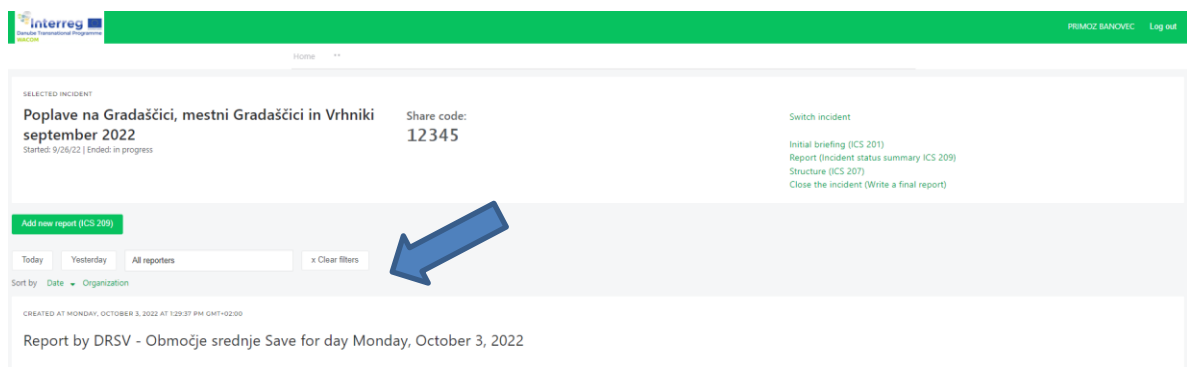 Interreg
Danube Transnational Programme
WACOM
PRIMOZ BANOVEC Log out
Home **
SELECTED INCIDENT
Poplave na Gradaščici, mestni Gradaščici in Vrhniki
september 2022
Started: 9/26/22 | Ended: in progress
Share code:
12345
Switch incident
Initial briefing (ICS 201)
Report (Incident status summary ICS 209)
Structure (ICS 207)
Close the incident (Write a final report)
Add new report (ICS 209)
Today Yesterday All reporters x Clear filters
Sort by Date Organization
CREATED AT MONDAY, OCTOBER 3, 2022 AT 1:29:37 PM GMT+02:00
Report by DRSV - Območje srednje Save for day Monday, October 3, 2022